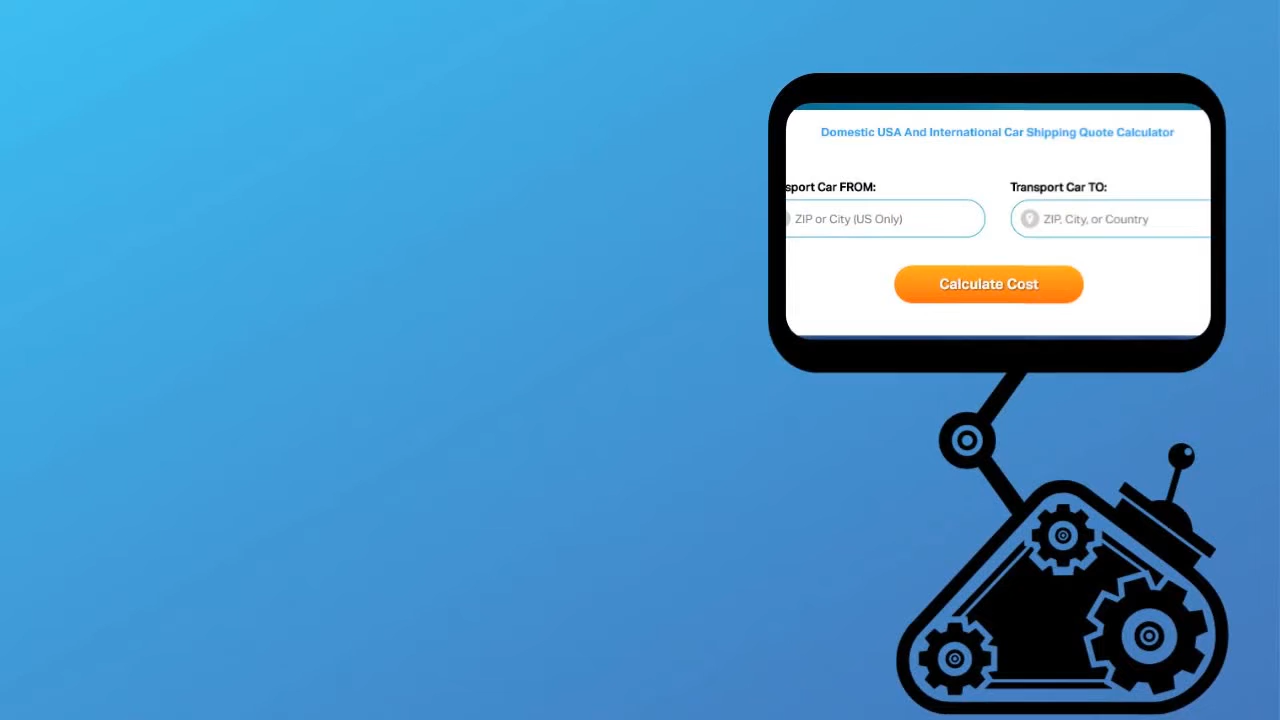 Domestic USA And International Car Shipping Quote Calculator
sport Car FROM:
Transport Car TO:
ZIP or City (US Only)
ZIP, City, or Country
Calculate Cost